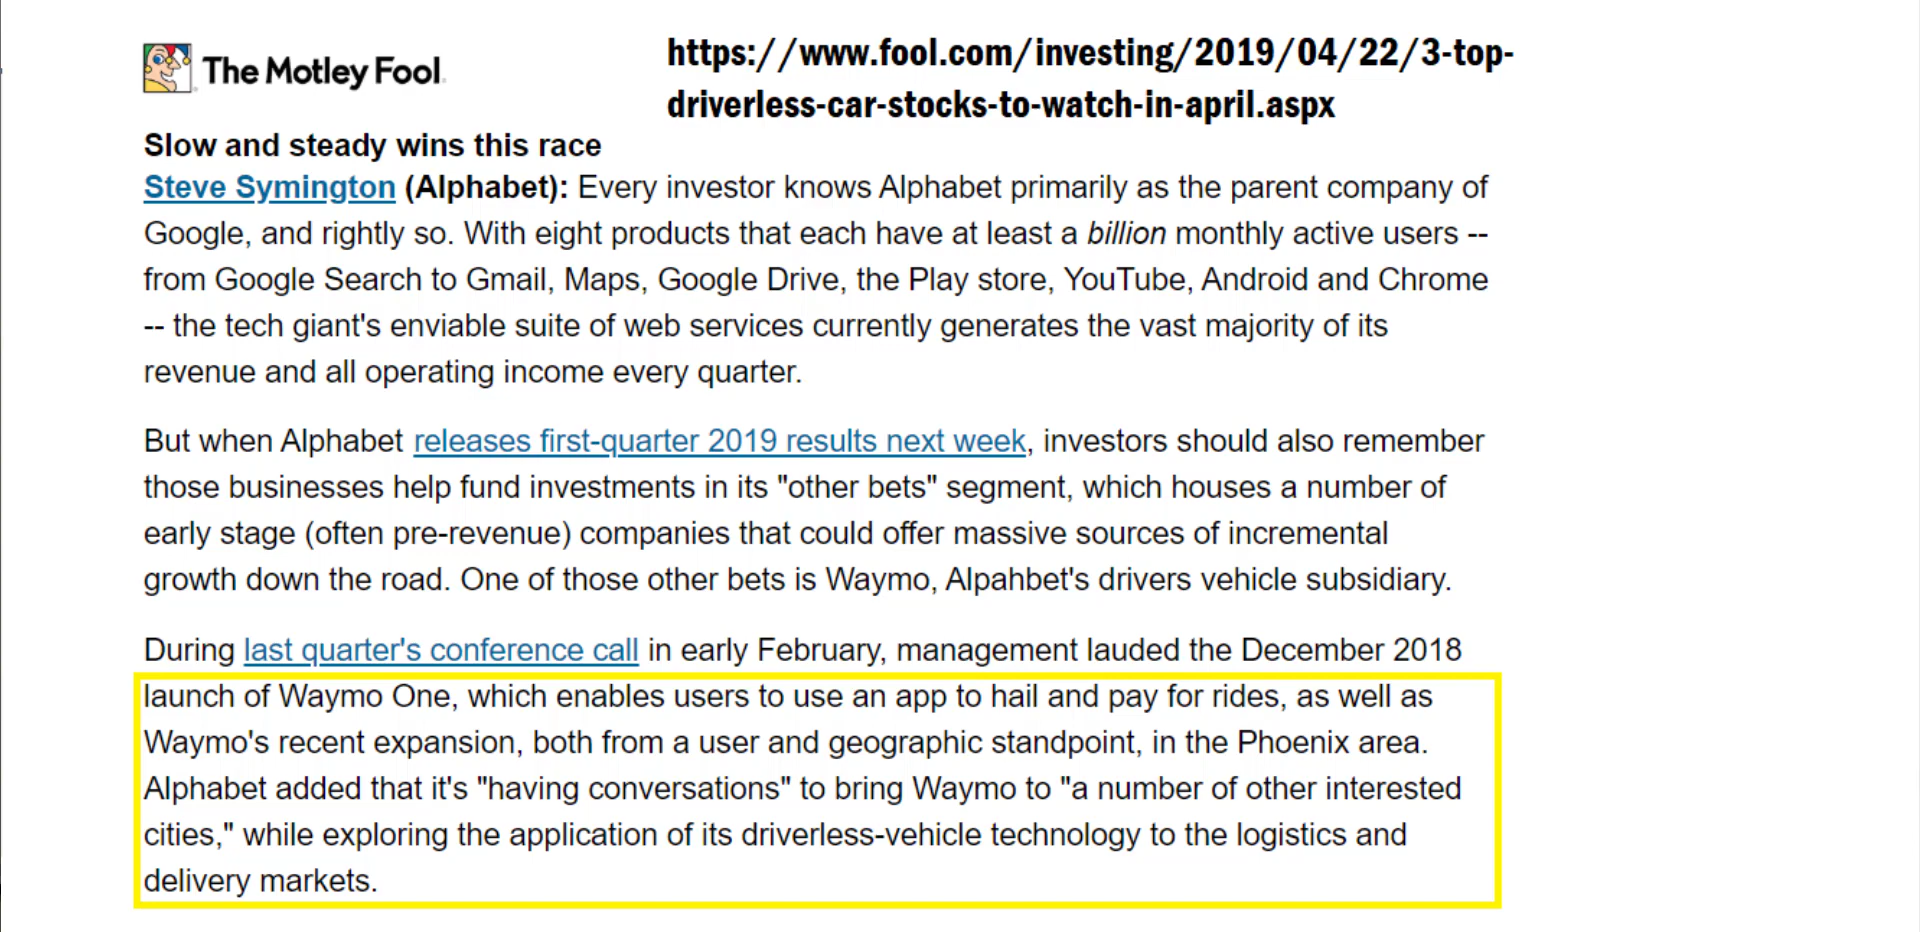 The Motley Fool
https://www.fool.com/investing/2019/04/22/3-top-
driverless-car-stocks-to-watch-in-april.aspx
Slow and steady wins this race
Steve Symington (Alphabet): Every investor knows Alphabet primarily as the parent company of
Google, and rightly so. With eight products that each have at least a billion monthly active users --
from Google Search to Gmail, Maps, Google Drive, the Play store, YouTube, Android and Chrome
-- the tech giant's enviable suite of web services currently generates the vast majority of its
revenue and all operating income every quarter.
But when Alphabet releases first-quarter 2019 results next week, investors should also remember
those businesses help fund investments in its "other bets" segment, which houses a number of
early stage (often pre-revenue) companies that could offer massive sources of incremental
growth down the road. One of those other bets is Waymo, Alpahbet's drivers vehicle subsidiary.
During last quarter's conference call in early February, management lauded the December 2018
launch of Waymo One, which enables users to use an app to hail and pay for rides, as well as
Waymo's recent expansion, both from a user and geographic standpoint, in the Phoenix area.
Alphabet added that it's "having conversations" to bring Waymo to "a number of other interested
cities," while exploring the application of its driverless-vehicle technology to the logistics and
delivery markets.